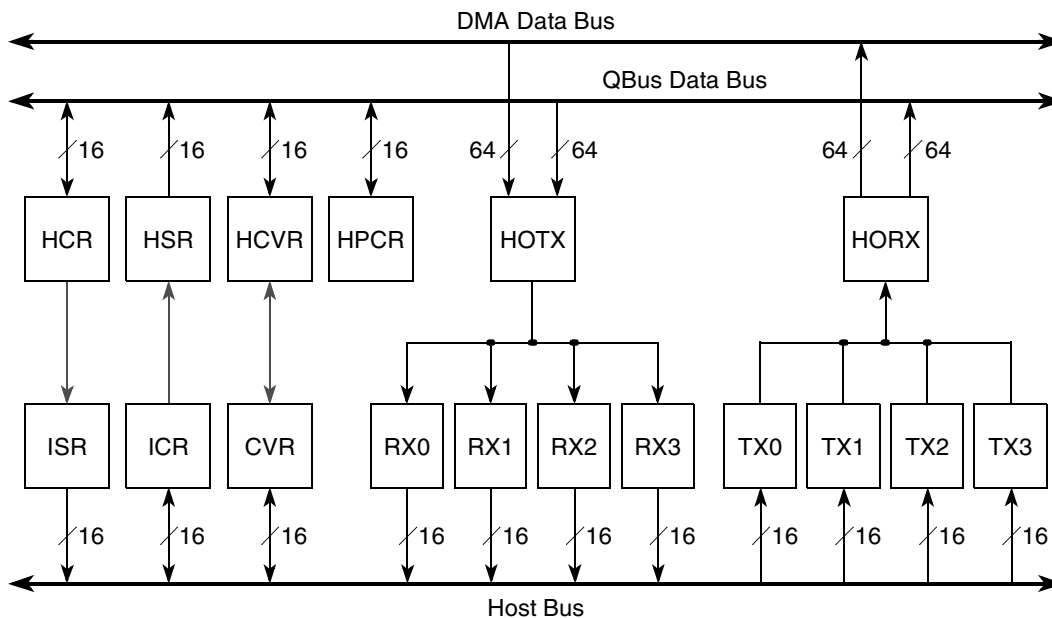 DMA Data Bus
QBus Data Bus
16 16 16 16 64 64 64 64
HCR HSR HCVR HPCR HOTX HORX
ISR ICR CVR RX0 RX1 RX2 RX3 TX0 TX1 TX2 TX3
16 16 16 16 16 16 16 16 16 16 16
Host Bus